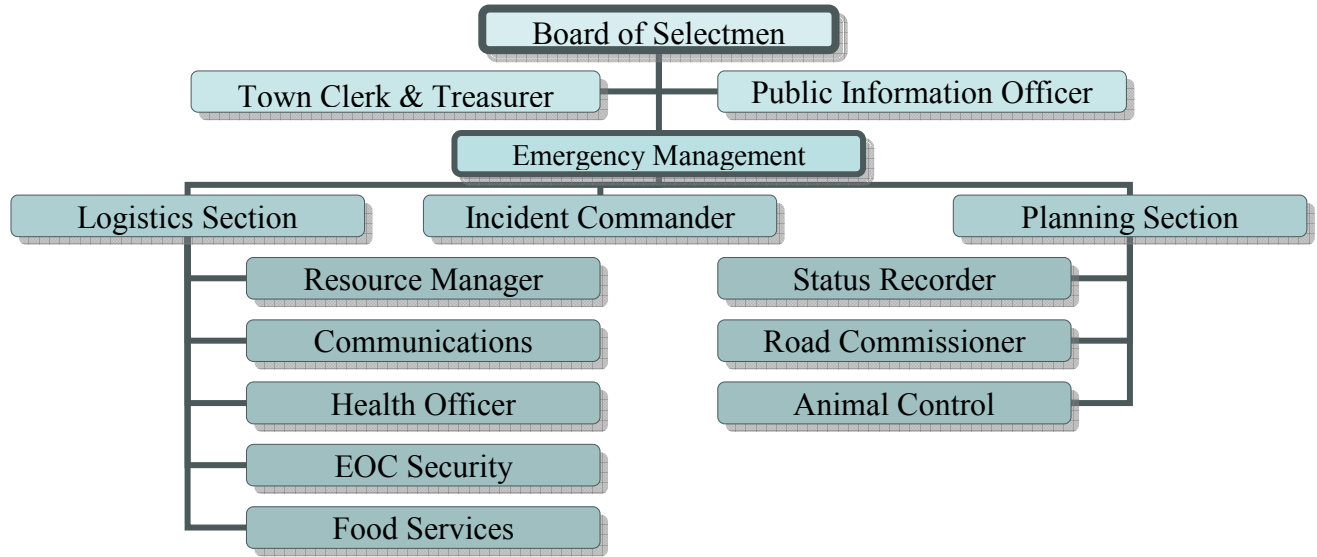 Board of Selectmen
Town Clerk & Treasurer
Public Information Officer
Emergency Management
Logistics Section
Incident Commander
Planning Section
Resource Manager
Status Recorder
Communications
Road Commissioner
Health Officer
Animal Control
EOC Security
Food Services